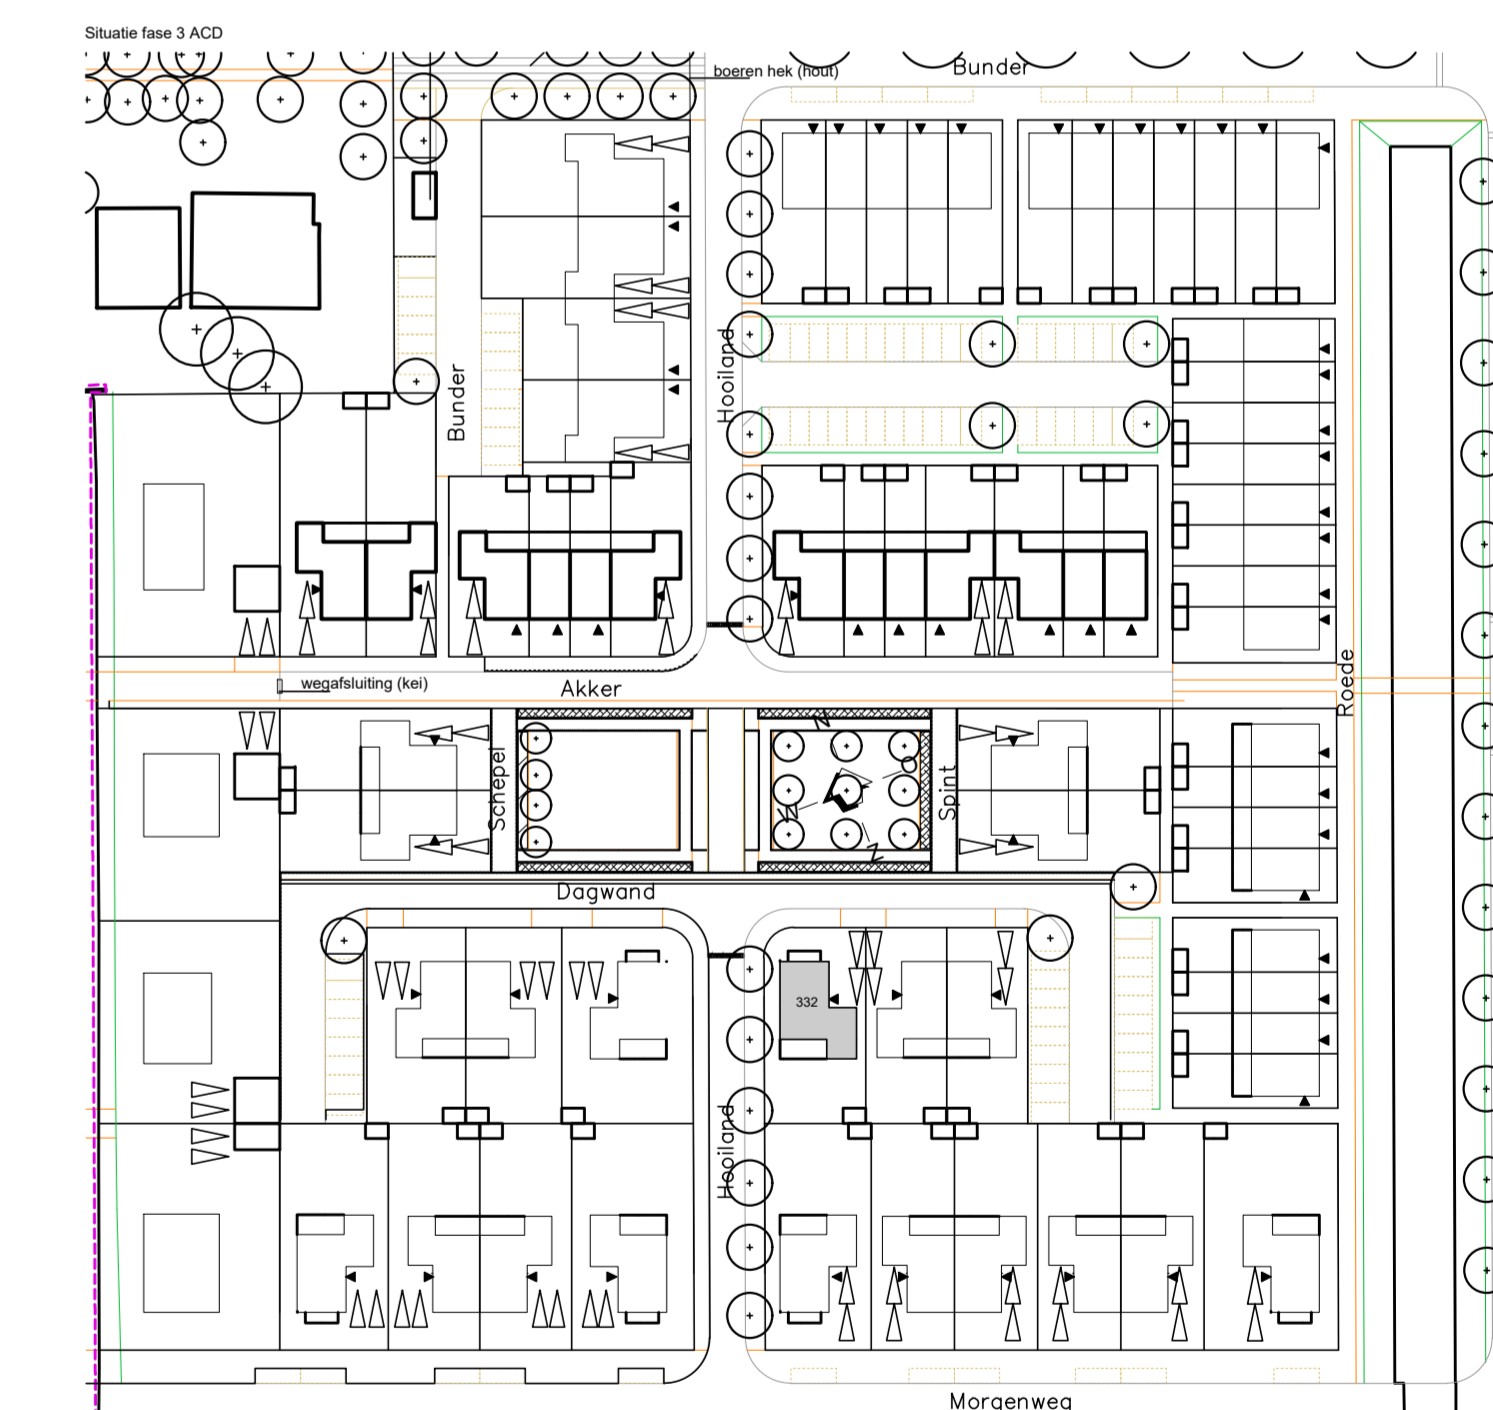 Situatie fase 3 ACD
Bunder
boeren hek (hout)
Hooiland
Bunder
Roede
wegafsluiting (kei)
Akker
Schepel
Spint
N
O
W
Z
Dagwand
332
Hooiland
Morgenweg